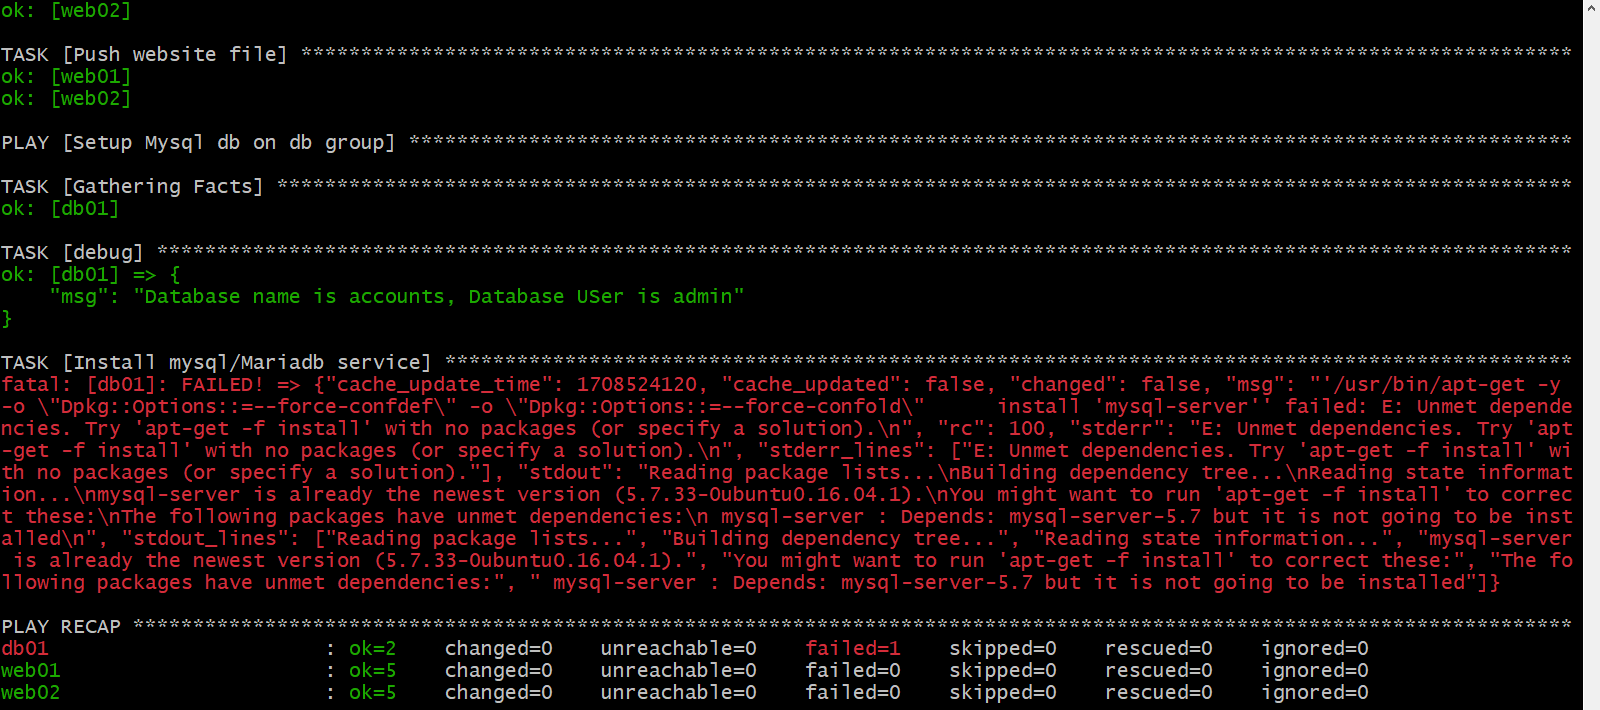 ok: [web02]
TASK [Push website file] **********************************************************************************************************
ok: [web01]
ok: [web02]
PLAY [Setup Mysql db on db group] *************************************************************************************************
TASK [Gathering Facts] ************************************************************************************************************
ok: [db01]
TASK [debug] **********************************************************************************************************************
ok: [db01] => {
    "msg": "Database name is accounts, Database USer is admin"
}
TASK [Install mysql/Mariadb service] **********************************************************************************************
fatal: [db01]: FAILED! => {"cache_update_time": 1708524120, "cache_updated": false, "changed": false, "msg": "'/usr/bin/apt-get -y
-o \"Dpkg::Options::=--force-confdef\" -o \"Dpkg::Options::=--force-confold\"      install 'mysql-server'' failed: E: Unmet depende
ncies. Try 'apt-get -f install' with no packages (or specify a solution).\n", "rc": 100, "stderr": "E: Unmet dependencies. Try 'apt
-get -f install' with no packages (or specify a solution).\n", "stderr_lines": ["E: Unmet dependencies. Try 'apt-get -f install' wi
th no packages (or specify a solution)."], "stdout": "Reading package lists...\nBuilding dependency tree...\nReading state informat
ion...\nmysql-server is already the newest version (5.7.33-0ubuntu0.16.04.1).\nYou might want to run 'apt-get -f install' to correc
t these:\nThe following packages have unmet dependencies:\n mysql-server : Depends: mysql-server-5.7 but it is not going to be inst
alled\n", "stdout_lines": ["Reading package lists...", "Building dependency tree...", "Reading state information...", "mysql-server
 is already the newest version (5.7.33-0ubuntu0.16.04.1).", "You might want to run 'apt-get -f install' to correct these:", "The fo
llowing packages have unmet dependencies:", " mysql-server : Depends: mysql-server-5.7 but it is not going to be installed"]}
PLAY RECAP ************************************************************************************************************************
db01                       : ok=2    changed=0    unreachable=0    failed=1    skipped=0    rescued=0    ignored=0
web01                      : ok=5    changed=0    unreachable=0    failed=0    skipped=0    rescued=0    ignored=0
web02                      : ok=5    changed=0    unreachable=0    failed=0    skipped=0    rescued=0    ignored=0